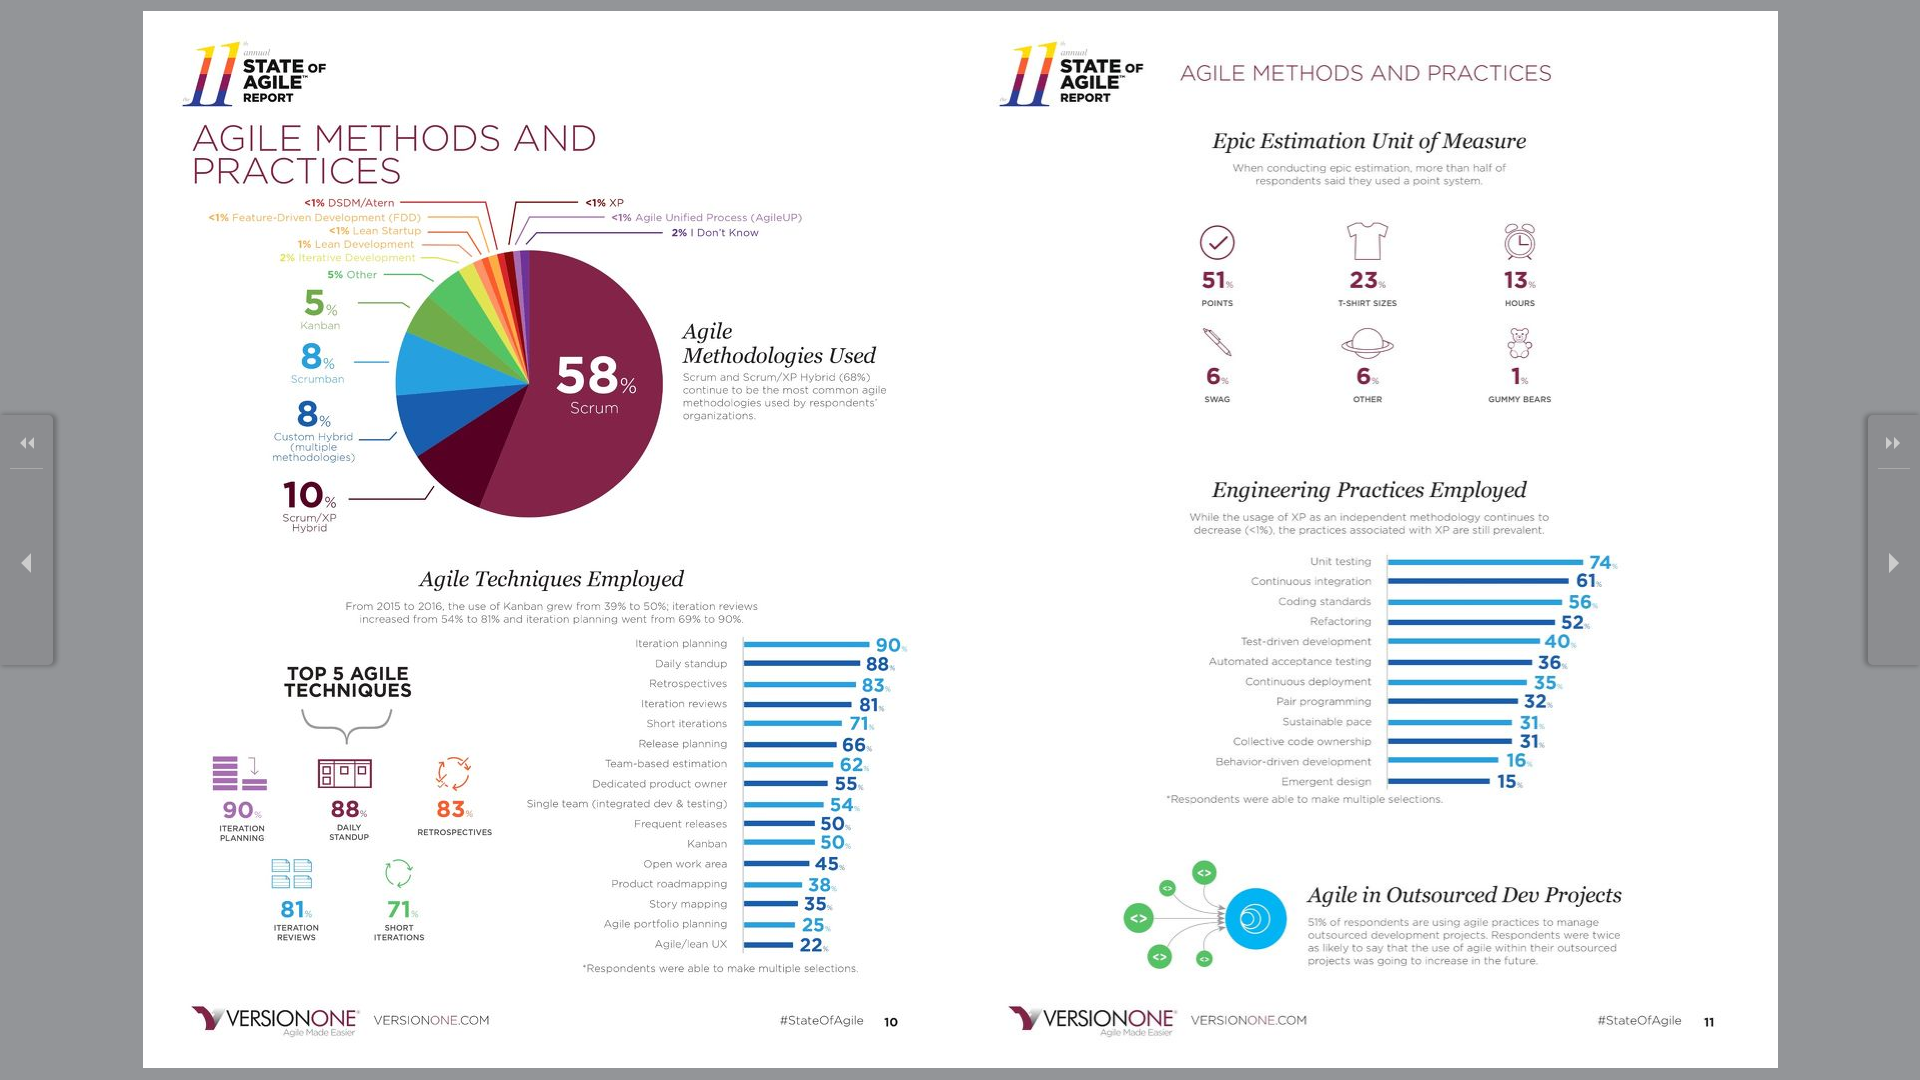 the 11th annual
STATE OF
AGILE™
REPORT
AGILE METHODS AND
PRACTICES
<1% DSDM/Atern
<1% Feature-Driven Development (FDD)
<1% Lean Startup
1% Lean Development
2% Iterative Development
5% Other
5%
Kanban
8%
Scrumban
8%
Custom Hybrid
(multiple
methodologies)
10%
Scrum/XP
Hybrid
<1% XP
<1% Agile Unified Process (AgileUP)
2% I Don't Know
58%
Scrum
Agile
Methodologies Used
Scrum and Scrum/XP Hybrid (68%)
continue to be the most common agile
methodologies used by respondents'
organizations.
Agile Techniques Employed
From 2015 to 2016, the use of Kanban grew from 39% to 50%; iteration reviews
increased from 54% to 81% and iteration planning went from 69% to 90%.
TOP 5 AGILE
TECHNIQUES
90%
ITERATION
PLANNING
88%
DAILY
STANDUP
83%
RETROSPECTIVES
81%
ITERATION
REVIEWS
71%
SHORT
ITERATIONS
Iteration planning 90%
Daily standup 88%
Retrospectives 83%
Iteration reviews 81%
Short iterations 71%
Release planning 66%
Team-based estimation 62%
Dedicated product owner 55%
Single team (integrated dev & testing) 54%
Frequent releases 50%
Kanban 50%
Open work area 45%
Product roadmapping 38%
Story mapping 35%
Agile portfolio planning 25%
Agile/lean UX 22%
*Respondents were able to make multiple selections.
VERSIONONE
Agile Made Easier
VERSIONONE.COM
#StateOfAgile 10
the 11th annual
STATE OF
AGILE™
REPORT
AGILE METHODS AND PRACTICES
Epic Estimation Unit of Measure
When conducting epic estimation, more than half of
respondents said they used a point system.
51%
POINTS
23%
T-SHIRT SIZES
13%
HOURS
6%
SWAG
6%
OTHER
1%
GUMMY BEARS
Engineering Practices Employed
While the usage of XP as an independent methodology continues to
decrease (<1%), the practices associated with XP are still prevalent.
Unit testing 74%
Continuous integration 61%
Coding standards 56%
Refactoring 52%
Test-driven development 40%
Automated acceptance testing 36%
Continuous deployment 35%
Pair programming 32%
Sustainable pace 31%
Collective code ownership 31%
Behavior-driven development 16%
Emergent design 15%
*Respondents were able to make multiple selections.
<>
<>
<>
<>
<>
Agile in Outsourced Dev Projects
51% of respondents are using agile practices to manage
outsourced development projects. Respondents were twice
as likely to say that the use of agile within their outsourced
projects was going to increase in the future.
VERSIONONE
Agile Made Easier
VERSIONONE.COM
#StateOfAgile 11